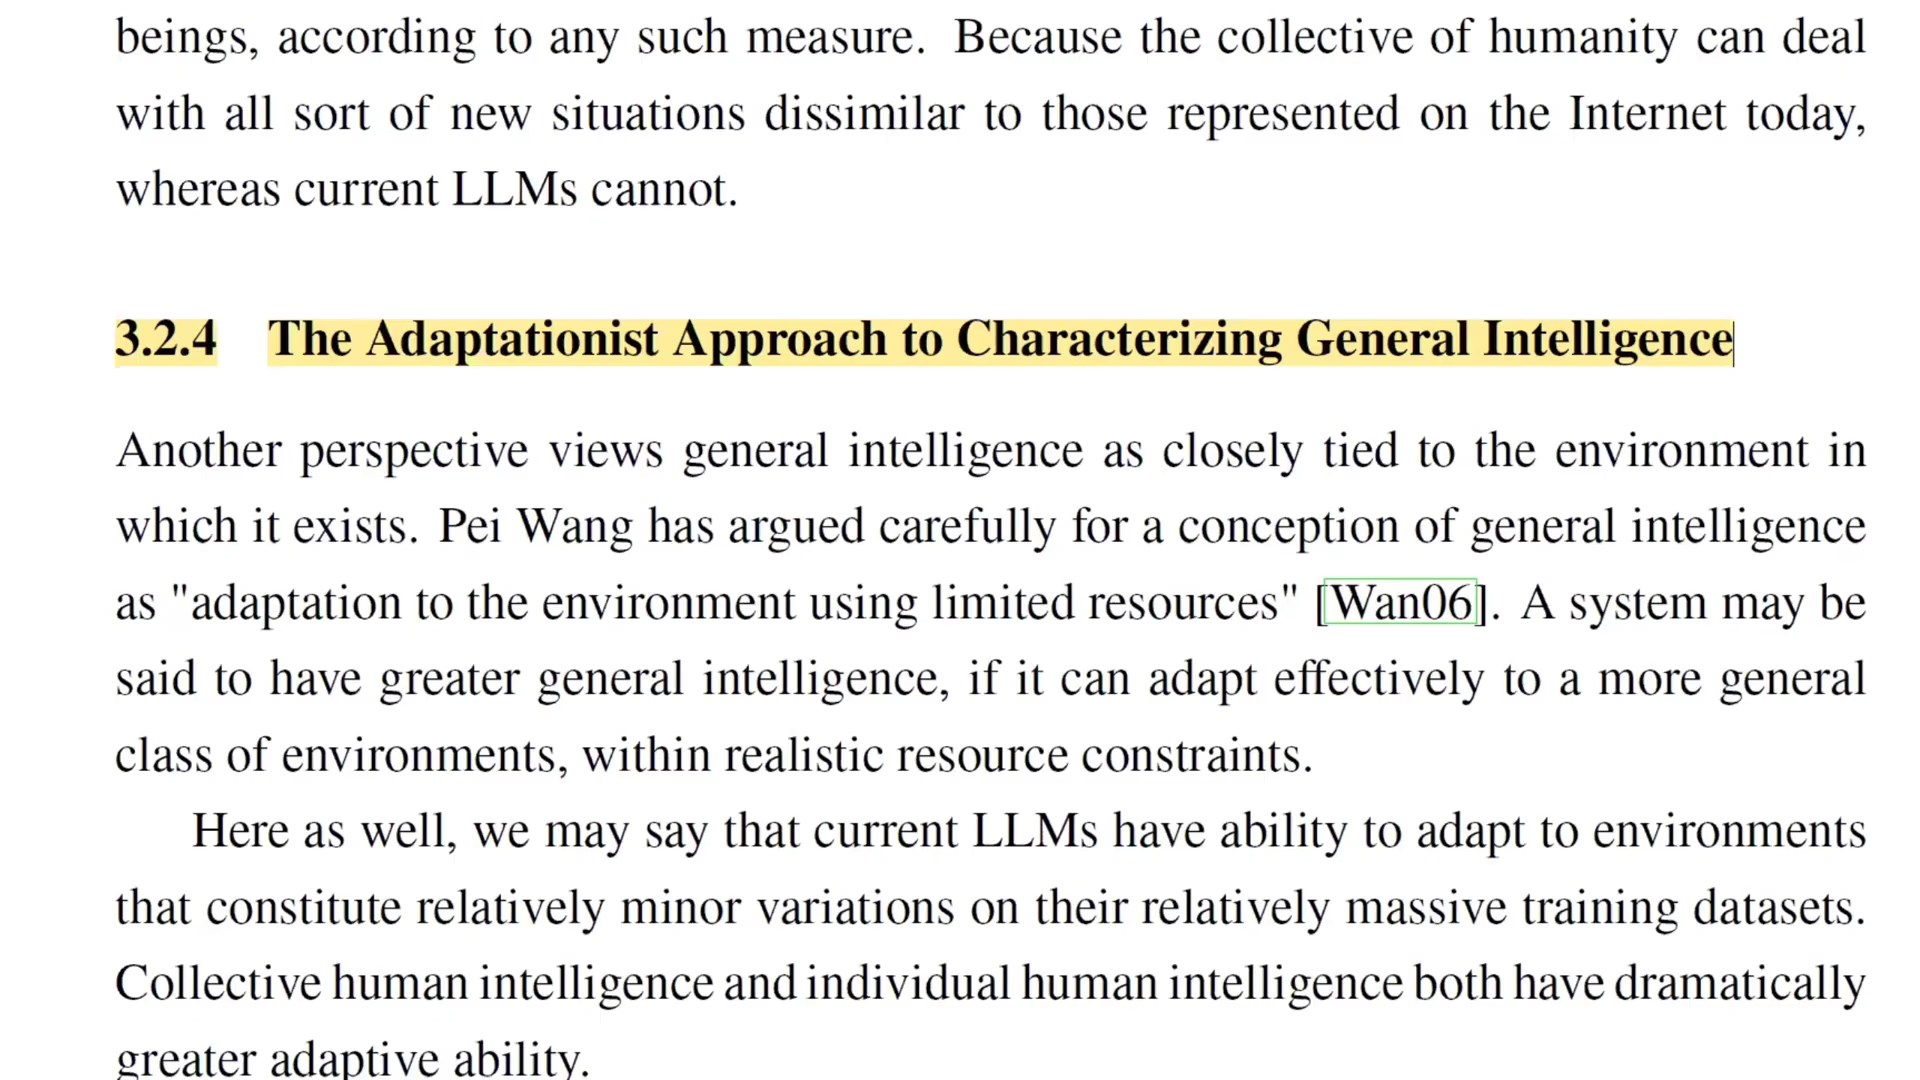 beings, according to any such measure. Because the collective of humanity can deal
with all sort of new situations dissimilar to those represented on the Internet today,
whereas current LLMs cannot.
3.2.4 The Adaptationist Approach to Characterizing General Intelligence
Another perspective views general intelligence as closely tied to the environment in
which it exists. Pei Wang has argued carefully for a conception of general intelligence
as "adaptation to the environment using limited resources" [Wan06]. A system may be
said to have greater general intelligence, if it can adapt effectively to a more general
class of environments, within realistic resource constraints.
Here as well, we may say that current LLMs have ability to adapt to environments
that constitute relatively minor variations on their relatively massive training datasets.
Collective human intelligence and individual human intelligence both have dramatically
greater adaptive ability.